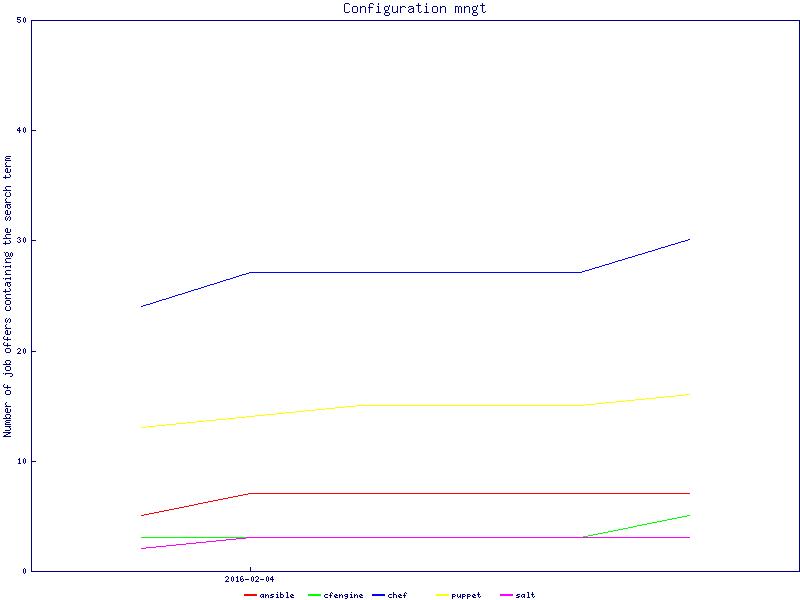 Configuration mngt
50
40
30
20
10
0
Number of job offers containing the search term
2016-02-04
ansible cfengine chef puppet salt